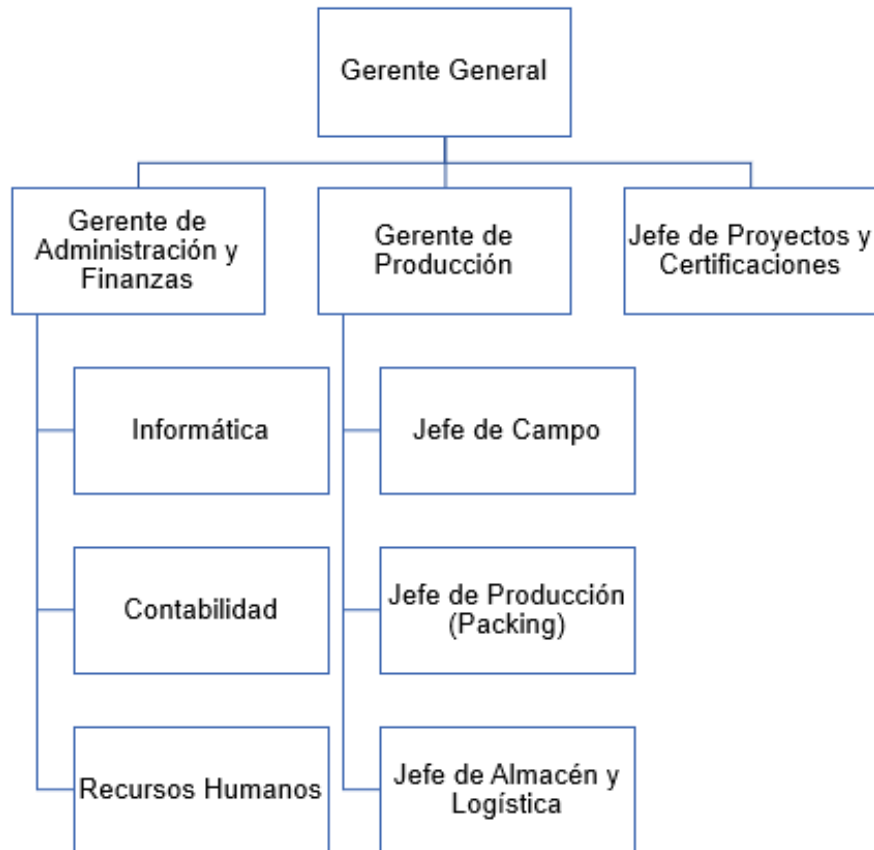 Gerente General
Gerente de
Administración y
Finanzas
Gerente de
Producción
Jefe de Proyectos y
Certificaciones
Informática
Jefe de Campo
Contabilidad
Jefe de Producción
(Packing)
Recursos Humanos
Jefe de Almacén y
Logística